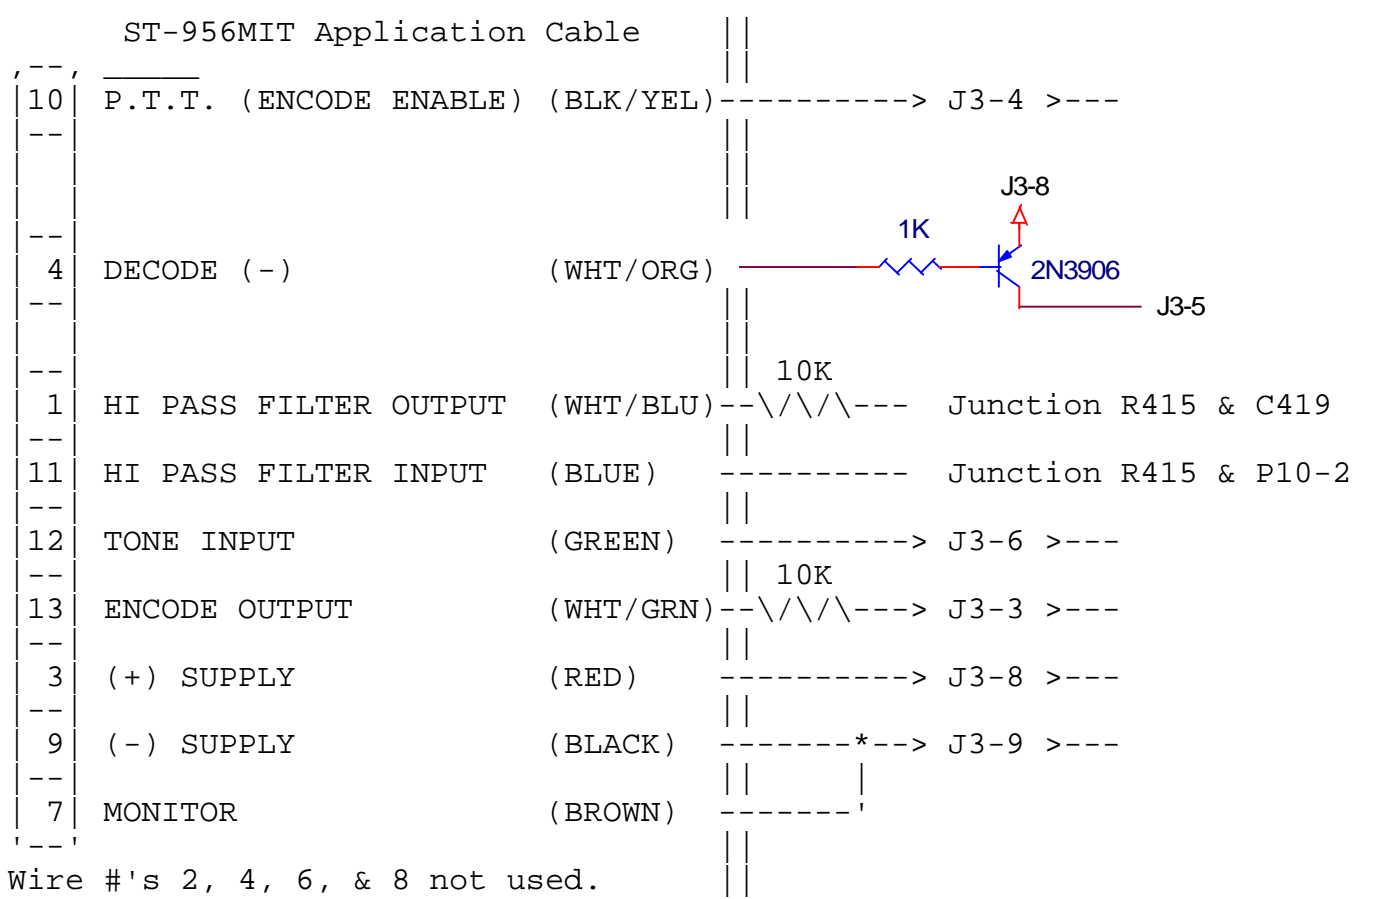 ST-956MIT Application Cable
10 P.T.T. (ENCODE ENABLE) (BLK/YEL)----------> J3-4 >---
J3-8
1K
4 DECODE (-) (WHT/ORG) 2N3906
J3-5
10K
1 HI PASS FILTER OUTPUT (WHT/BLU)--\/\/\--- Junction R415 & C419
11 HI PASS FILTER INPUT (BLUE) ---------- Junction R415 & P10-2
12 TONE INPUT (GREEN) ----------> J3-6 >---
10K
13 ENCODE OUTPUT (WHT/GRN)--\/\/\---> J3-3 >---
3 (+) SUPPLY (RED) ----------> J3-8 >---
9 (-) SUPPLY (BLACK) -------*--> J3-9 >---
7 MONITOR (BROWN) -------'
Wire #'s 2, 4, 6, & 8 not used.